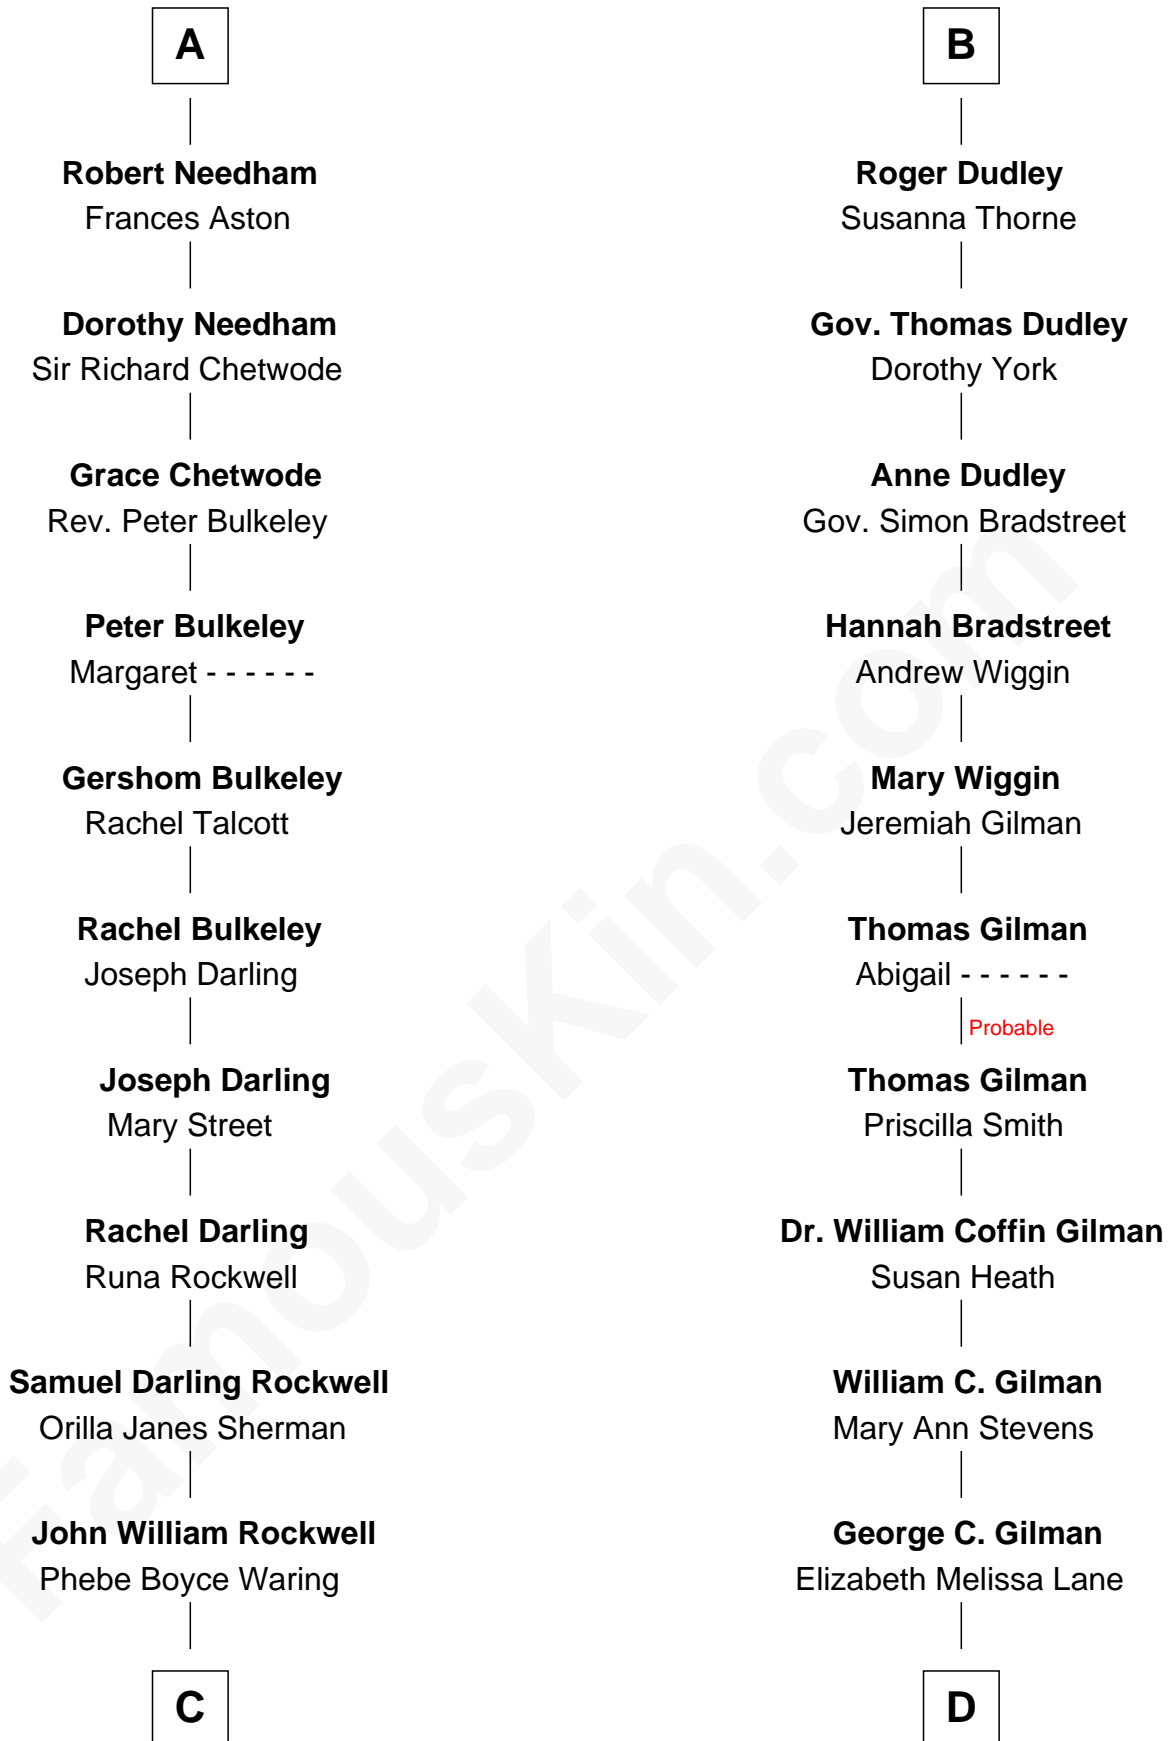 A
Robert Needham
Frances Aston
Dorothy Needham
Sir Richard Chetwode
Grace Chetwode
Rev. Peter Bulkeley
Peter Bulkeley
Margaret - - - - - -
Gershom Bulkeley
Rachel Talcott
Rachel Bulkeley
Joseph Darling
Joseph Darling
Mary Street
Rachel Darling
Runa Rockwell
Samuel Darling Rockwell
Orilla Janes Sherman
John William Rockwell
Phebe Boyce Waring
C
B
Roger Dudley
Susanna Thorne
Gov. Thomas Dudley
Dorothy York
Anne Dudley
Gov. Simon Bradstreet
Hannah Bradstreet
Andrew Wiggin
Mary Wiggin
Jeremiah Gilman
Thomas Gilman
Abigail - - - - - -
Probable
Thomas Gilman
Priscilla Smith
Dr. William Coffin Gilman
Susan Heath
William C. Gilman
Mary Ann Stevens
George C. Gilman
Elizabeth Melissa Lane
D
FamousKin.com